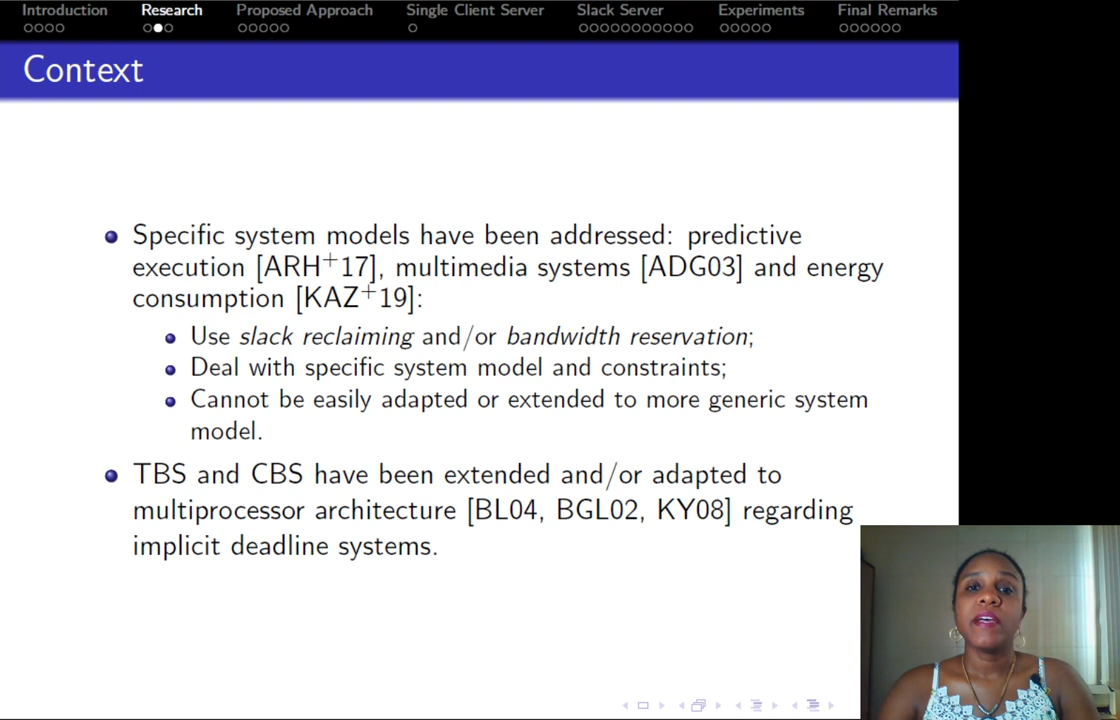 Introduction Research Proposed Approach Single Client Server Slack Server Experiments Final Remarks
Context
Specific system models have been addressed: predictive
execution [ARH+17], multimedia systems [ADG03] and energy
consumption [KAZ+19]:
Use slack reclaiming and/or bandwidth reservation;
Deal with specific system model and constraints;
Cannot be easily adapted or extended to more generic system
model.
TBS and CBS have been extended and/or adapted to
multiprocessor architecture [BL04, BGL02, KY08] regarding
implicit deadline systems.